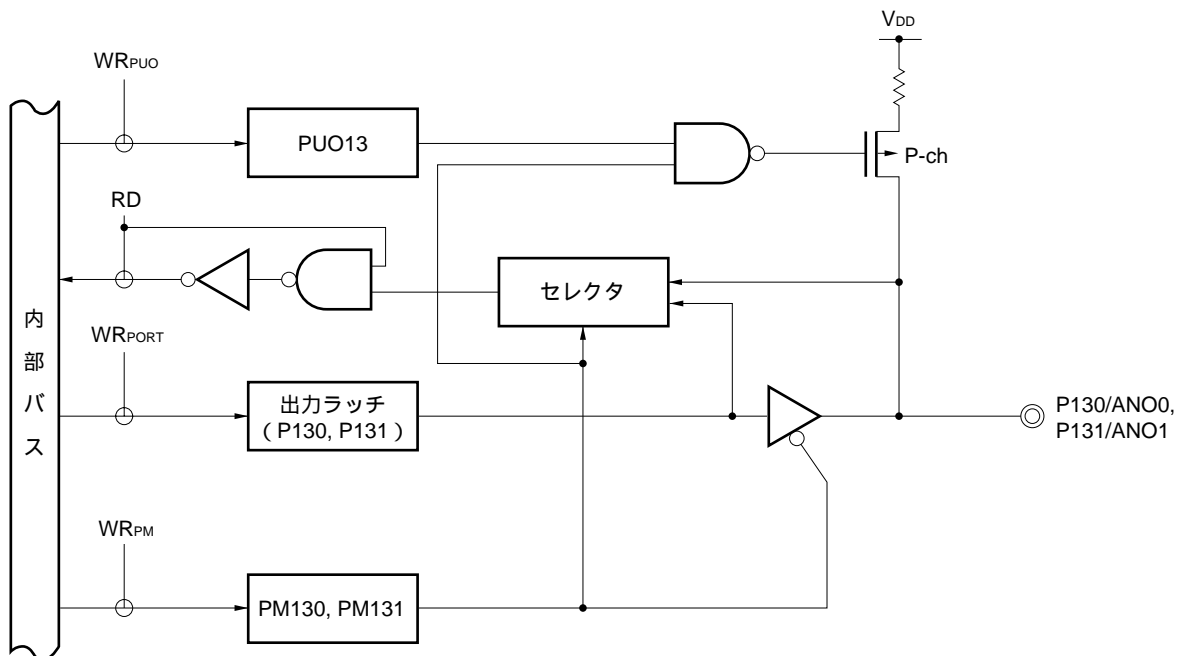 VDD
WRPUO
PUO13
P-ch
RD
セレクタ
内部バス
WRPORT
出力ラッチ
(P130, P131)
P130/ANO0,
P131/ANO1
WRPM
PM130, PM131